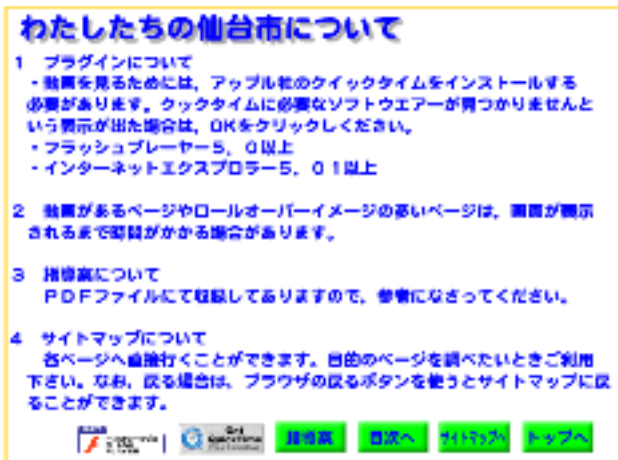 わたしたちの仙台市について
1 プラグインについて
・動画を見るためには，アップル社のクイックタイムをインストールする
必要があります。クックタイムに必要なソフトウエアーが見つかりませんと
いう表示が出た場合は，OKをクリックしください。
・フラッシュプレーヤー5，0以上
・インターネットエクスプロラー5，01以上
2 動画があるページやロールオーバーイメージの多いページは，画面が表示
されるまで時間がかかる場合があります。
3 指導案について
PDFファイルにて収録してありますので，参考になさってください。
4 サイトマップについて
各ページへ直接行くことができます。目的のページを調べたいときご利用
下さい。なお，戻る場合は，ブラウザの戻るボタンを使うとサイトマップに戻
ることができます。
Get QuickTime 指導案 目次へ サイトマップへ トップへ